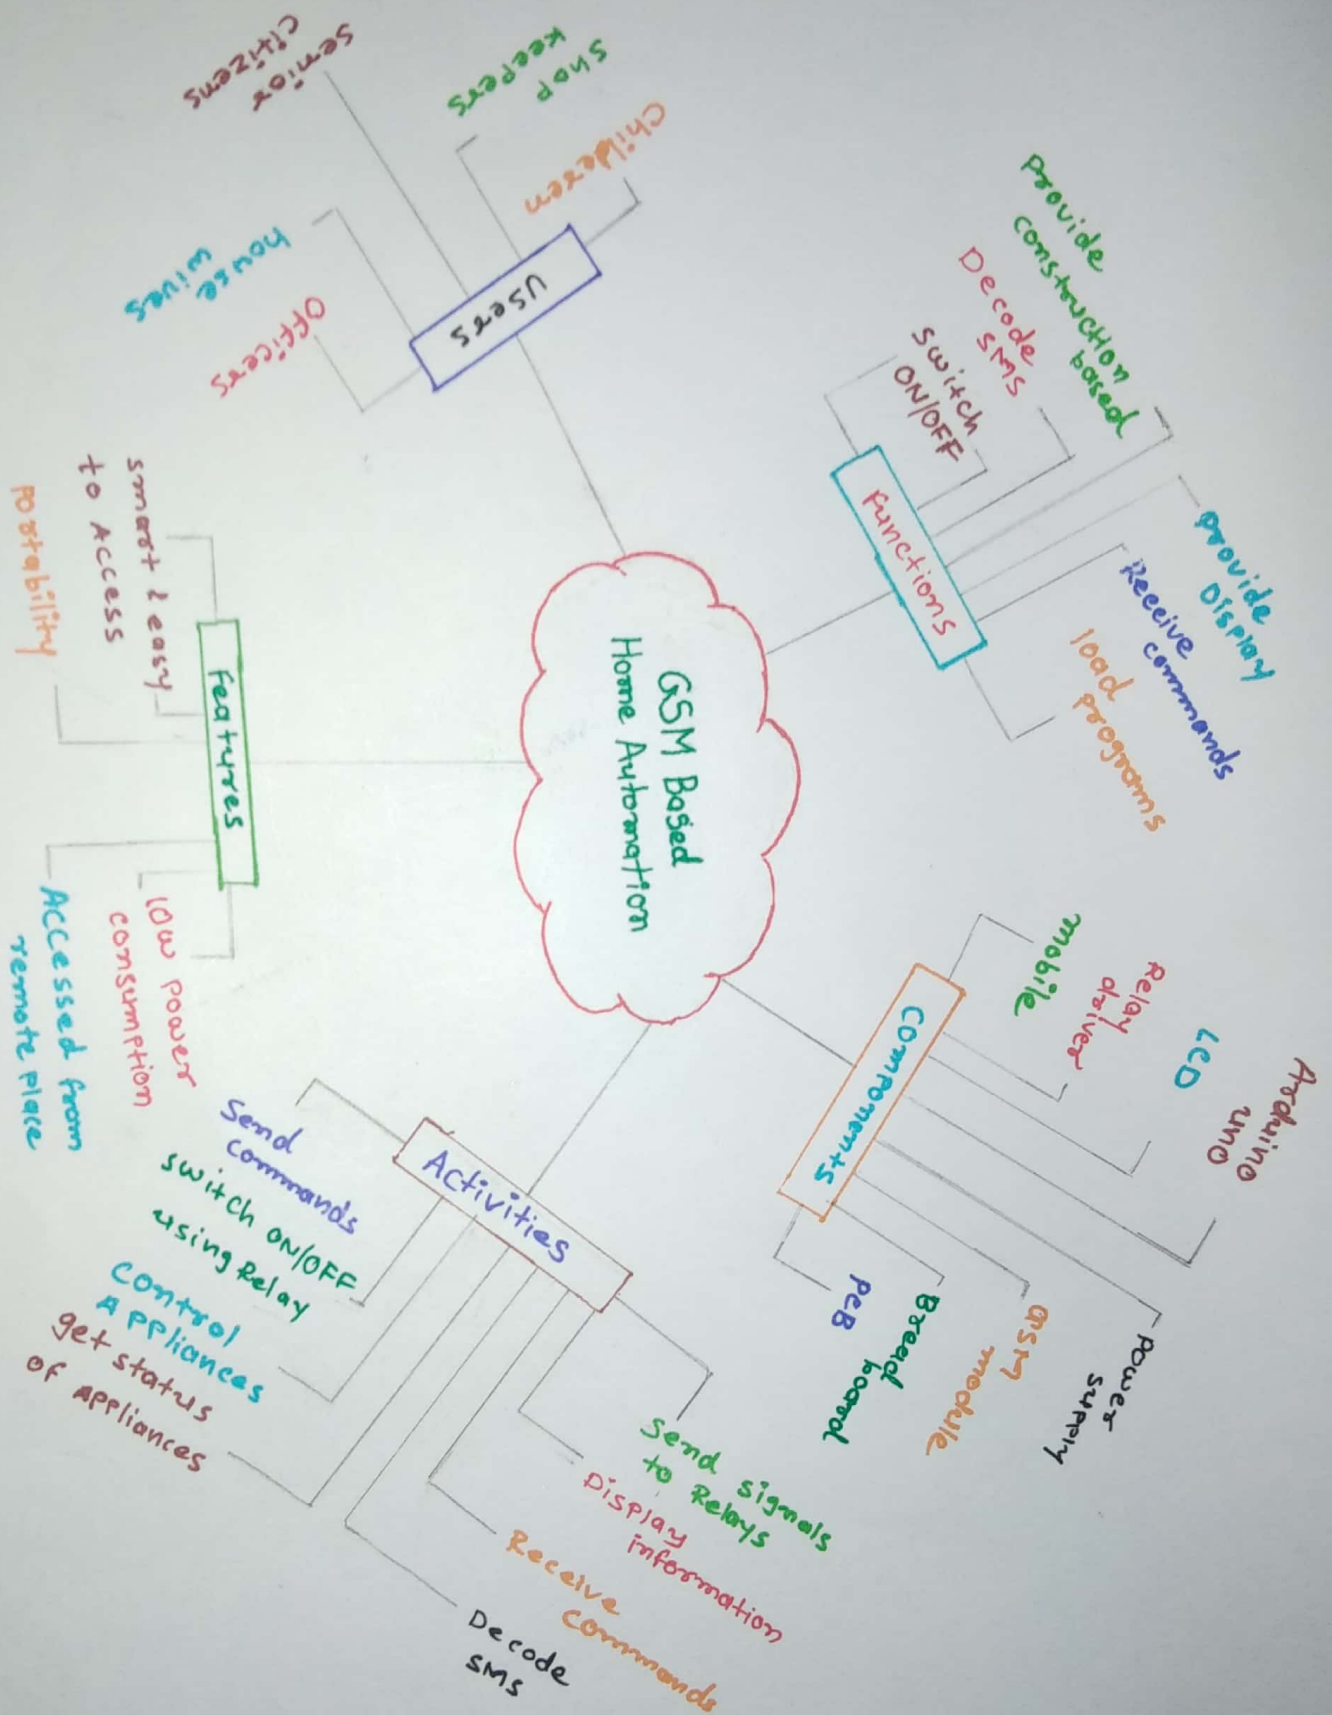 GSM Based
Home Automation
Users
senior
citizens
shop
keepers
childeren
house
wives
Officers
Functions
provide
construction
based
Decode
SMS
switch
ON/OFF
provide
Display
Receive
commands
load
programs
Components
mobile
Relay
driver
LCD
Arduino
uno
power
supply
GSM
module
Bread
board
PCB
Activities
Send
commands
switch ON/OFF
using Relay
control
Appliances
get status
of Appliances
Decode
SMS
Receive
commands
Display
information
Send signals
to Relays
Features
smart & easy
to Access
portability
low power
consumption
Accessed from
remote place